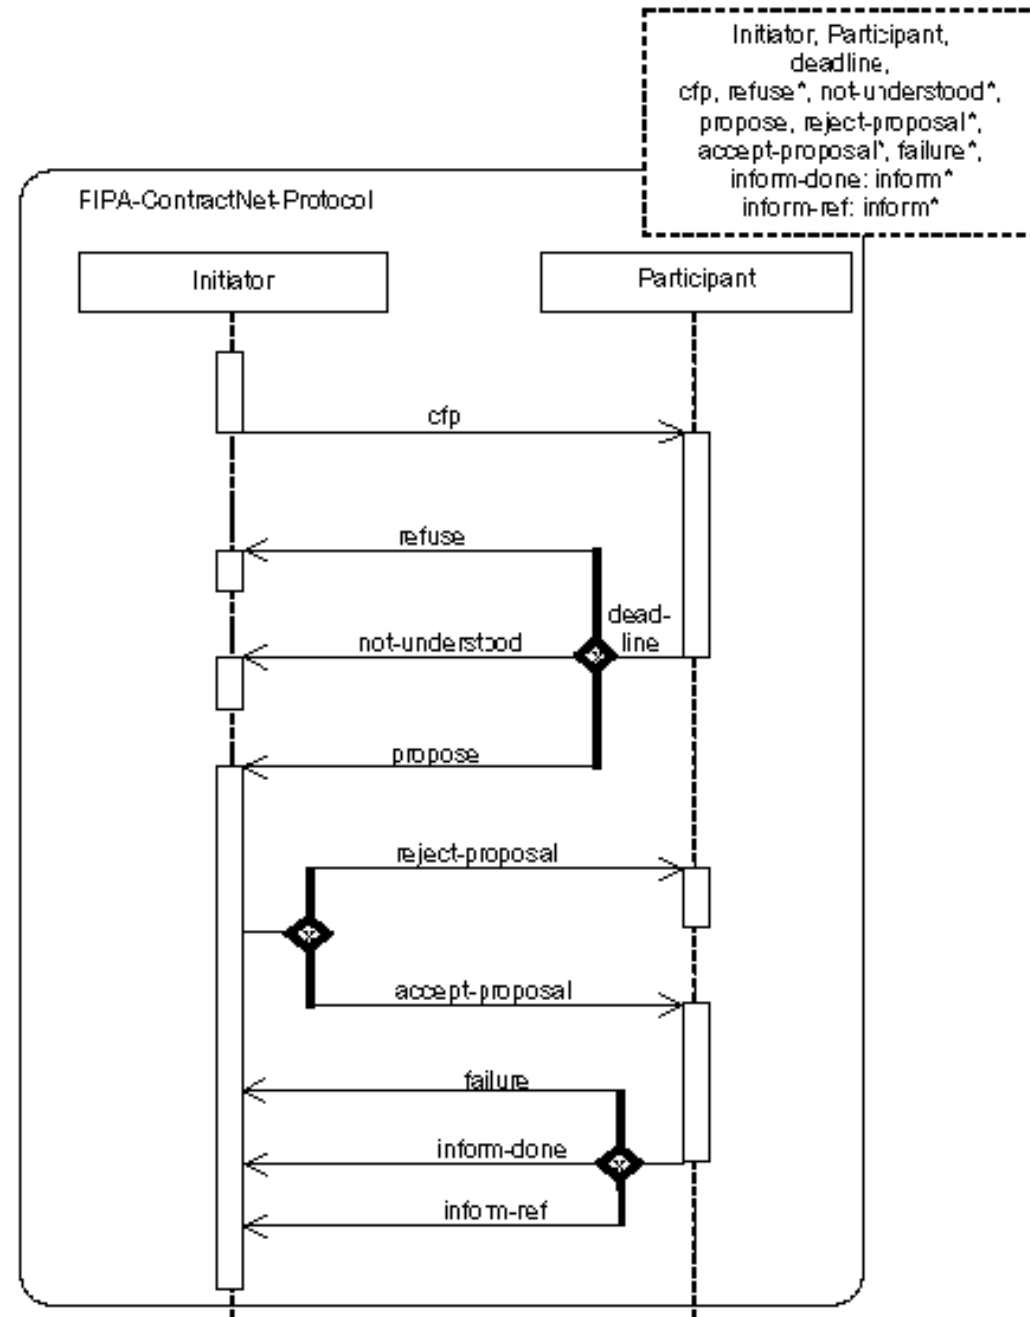 Initiator, Participant,
deadline,
cfp, refuse*, not-understood*,
propose, reject-proposal*,
accept-proposal*, failure*,
inform-done: inform*
inform-ref: inform*
FIPA-ContractNet-Protocol
Initiator
Participant
cfp
refuse
dead-
line
not-understood
propose
reject-proposal
accept-proposal
failure
inform-done
inform-ref